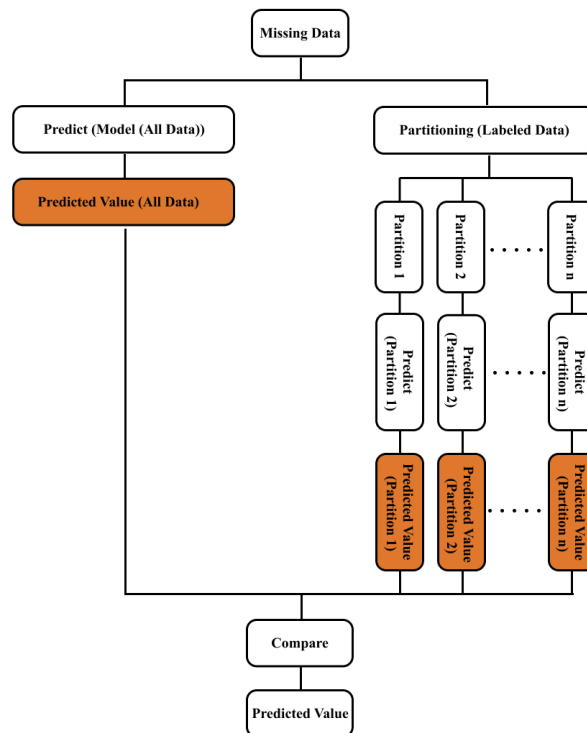 Missing Data
Predict (Model (All Data))
Partitioning (Labeled Data)
Predicted Value (All Data)
Partition 1
Partition 2
Partition n
Predict
(Partition 1)
Predict
(Partition 2)
Predict
(Partition n)
Predicted Value
(Partition 1)
Predicted Value
(Partition 2)
Predicted Value
(Partition n)
Compare
Predicted Value